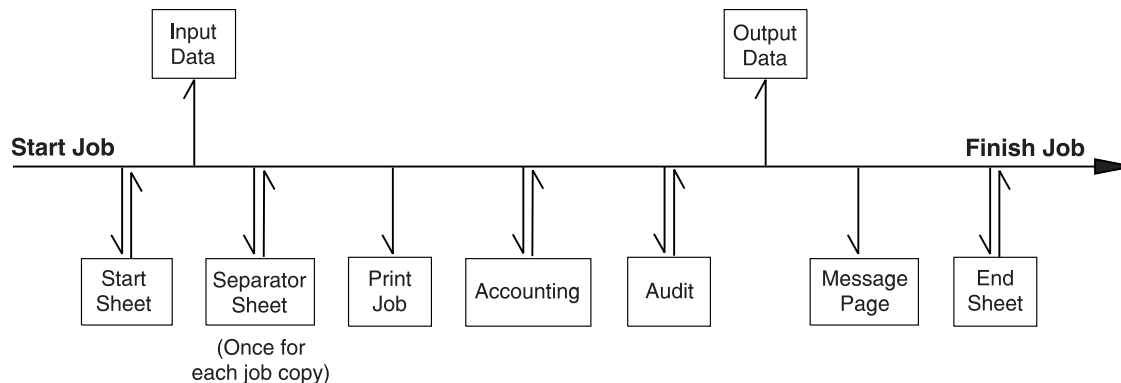 Input
Data
Output
Data
Start Job
Finish Job
Start
Sheet
Separator
Sheet
Print
Job
Accounting
Audit
Message
Page
End
Sheet
(Once for
each job copy)